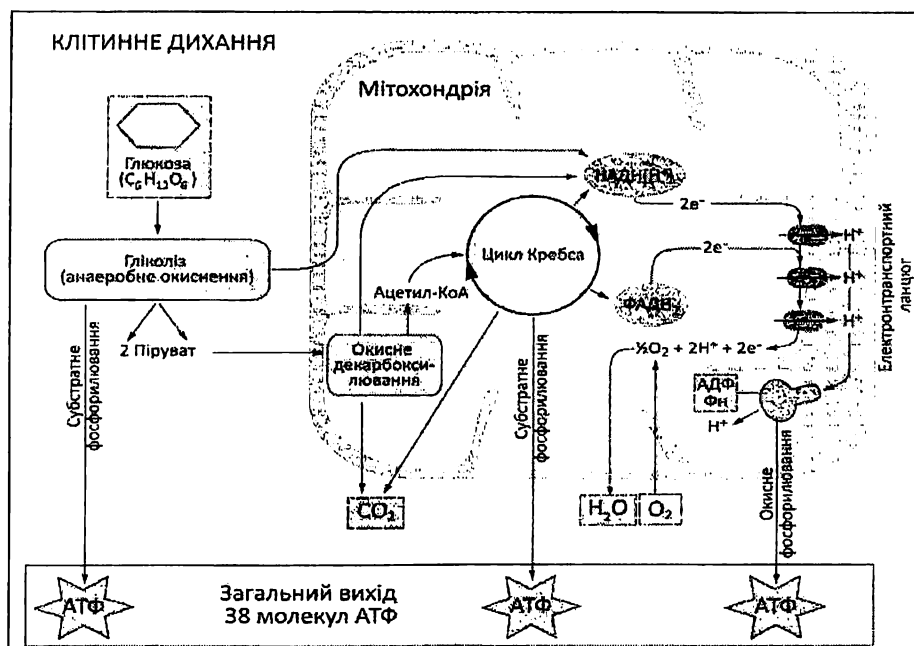 КЛІТИННЕ ДИХАННЯ
Мітохондрія
Глюкоза
(C₆H₁₂O₆)
НАДН(Н⁺)
2e⁻
Гліколіз
(анаеробне окиснення)
Цикл Кребса
2e⁻
H⁺
H⁺
H⁺
Електронтранспортний
ланцюг
Ацетил-КоА
ФАДН
2 Піруват
Окисне
декарбокси-
лювання
½O₂ + 2H⁺ + 2e⁻
АДФ
Фн
H⁺
Субстратне
фосфорилювання
Субстратне
фосфорилювання
Окисне
фосфорилювання
CO₂
H₂O
O₂
АТФ
Загальний вихід
38 молекул АТФ
АТФ
АТФ